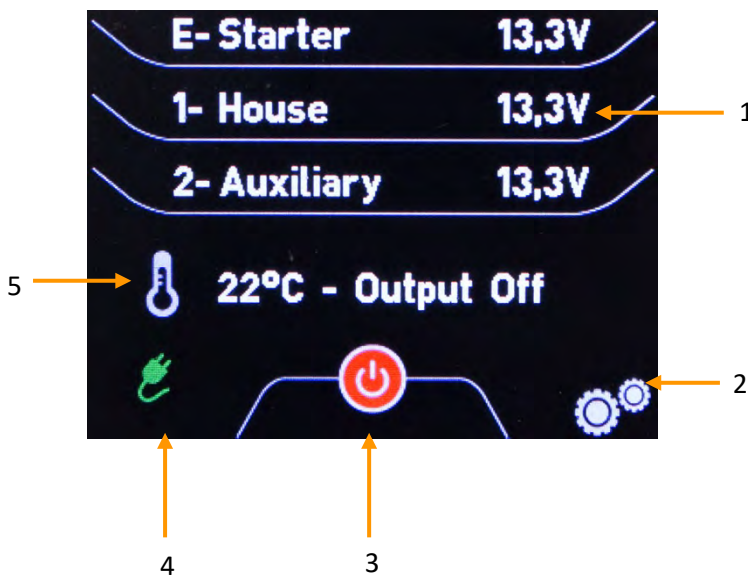 E- Starter 13,3V
1- House 13,3V
1
2- Auxiliary 13,3V
5
22°C - Output Off
2
4
3